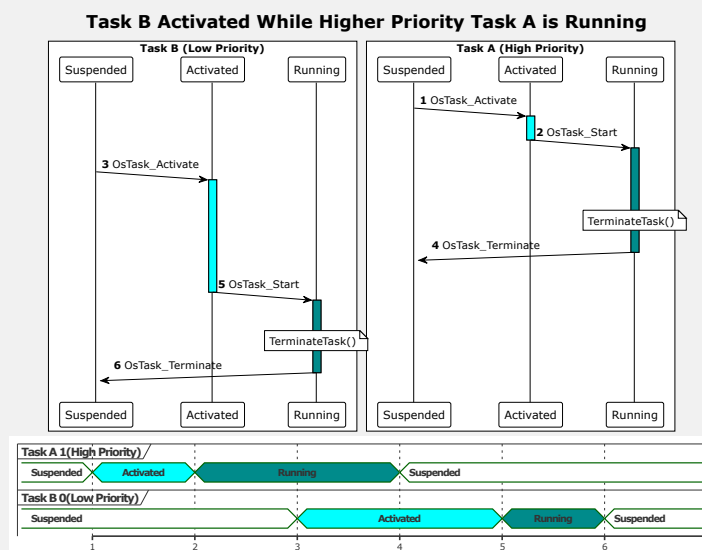 Task B Activated While Higher Priority Task A is Running
Task B (Low Priority)
Task A (High Priority)
Suspended
Activated
Running
Suspended
Activated
Running
1 OsTask_Activate
2 OsTask_Start
3 OsTask_Activate
TerminateTask()
4 OsTask_Terminate
5 OsTask_Start
TerminateTask()
6 OsTask_Terminate
Suspended
Activated
Running
Suspended
Activated
Running
Task A 1(High Priority)
Suspended
Activated
Running
Suspended
Task B 0(Low Priority)
Suspended
Activated
Running
Suspended
1
2
3
4
5
6